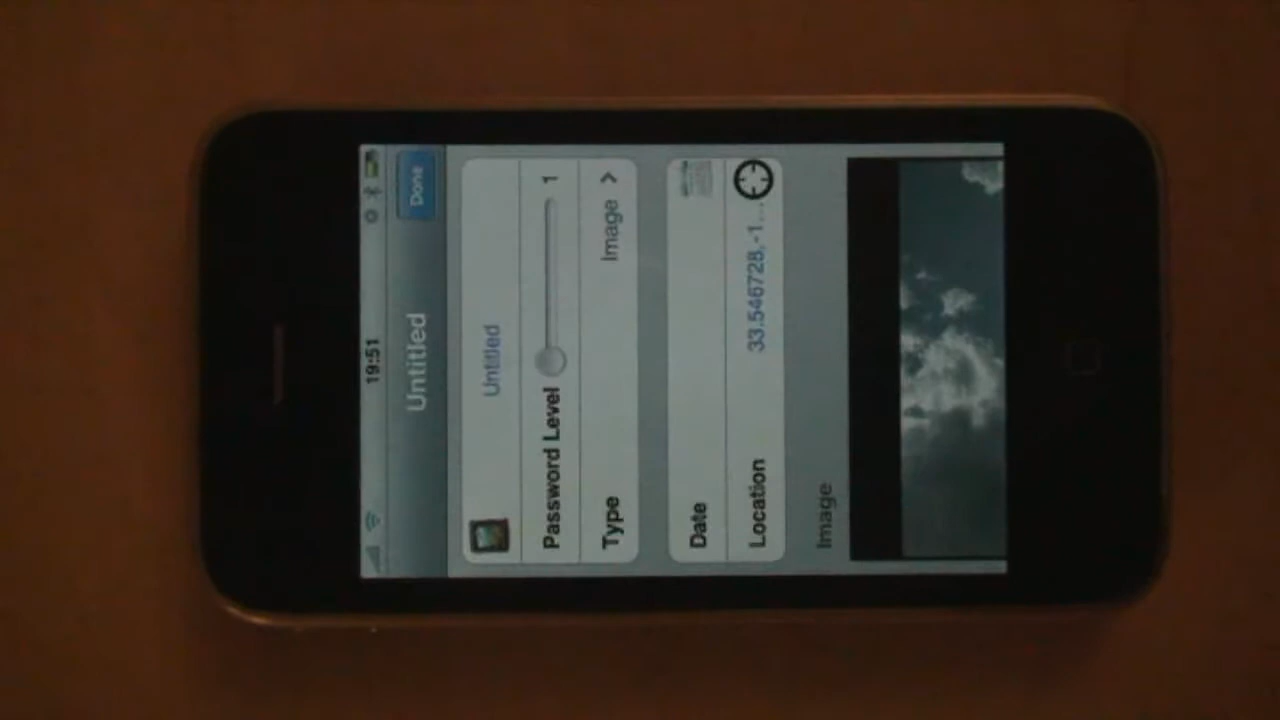 19:51
Untitled
Done
Untitled
Password Level 1
Type Image
Date
Location 33.546728,-1...
Image